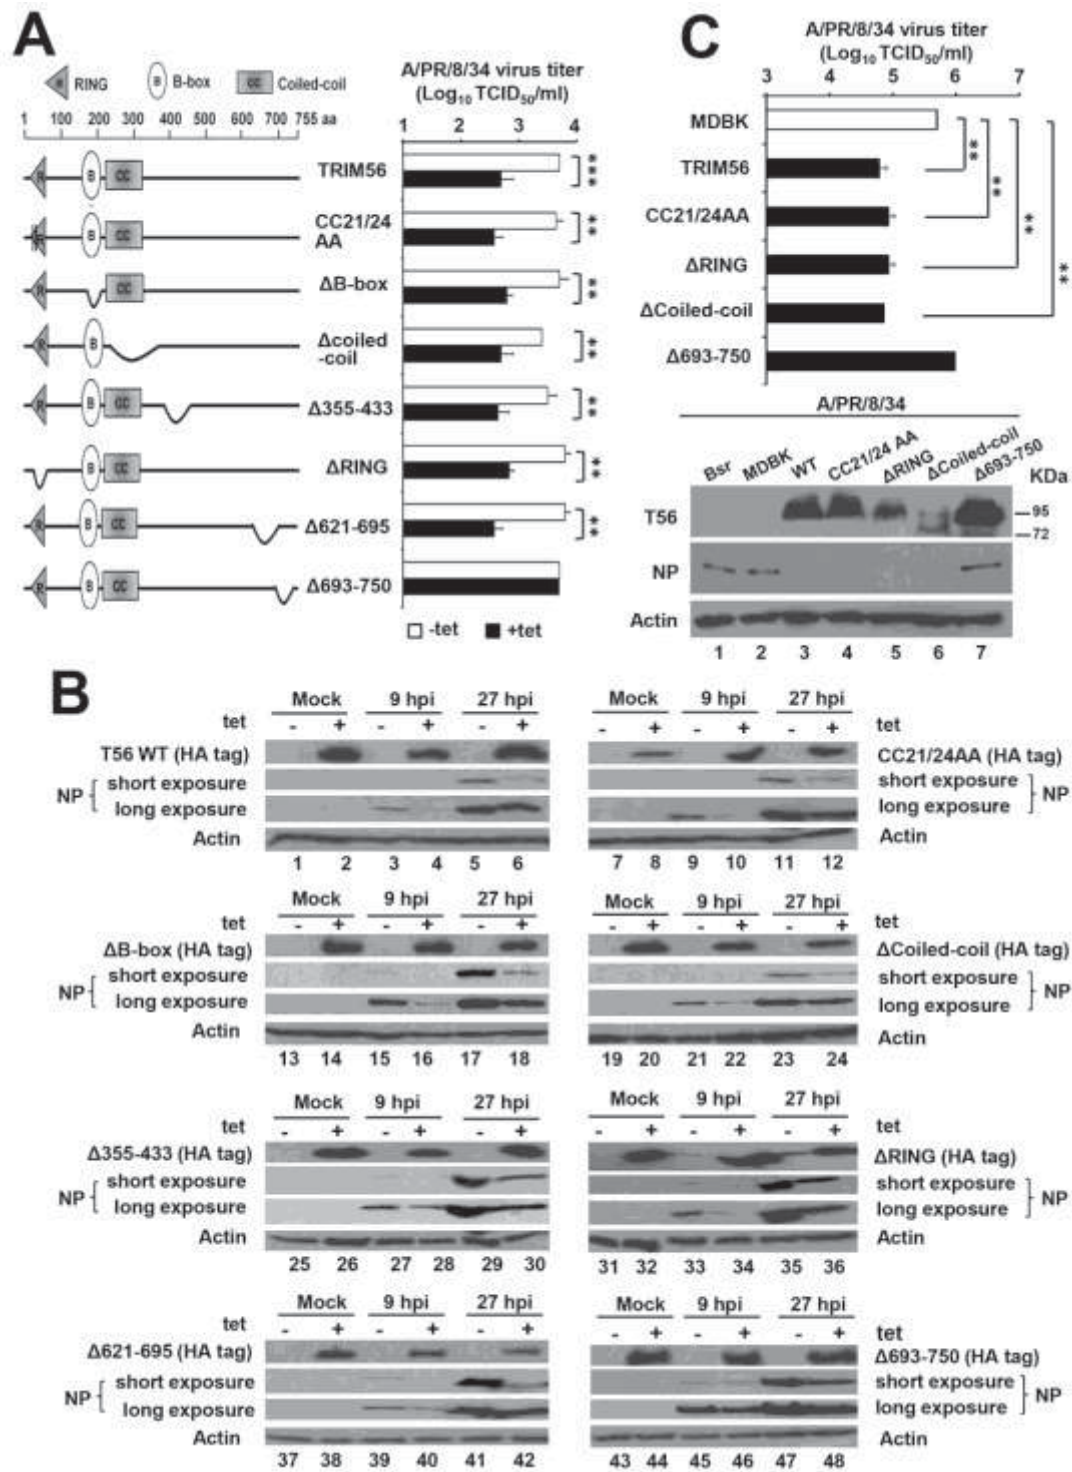 A
RING B-box Coiled-coil
R B CC
1 100 200 300 400 500 600 700 755 aa
A/PR/8/34 virus titer
(Log10 TCID50/ml)
1 2 3 4
R B CC TRIM56 ***
B CC CC21/24 AA **
R CC ΔB-box **
R B Δcoiled-coil **
R B CC Δ355-433 **
B CC ΔRING **
R B CC Δ621-695 **
R B CC Δ693-750
-tet +tet
C
A/PR/8/34 virus titer
(Log10 TCID50/ml)
3 4 5 6 7
MDBK
TRIM56 **
CC21/24AA **
ΔRING **
ΔCoiled-coil **
Δ693-750
A/PR/8/34
Bsr MDBK WT CC21/24 AA ΔRING ΔCoiled-coil Δ693-750 KDa
T56 95
72
NP
Actin
1 2 3 4 5 6 7
B
Mock 9 hpi 27 hpi
tet - + - + - +
T56 WT (HA tag)
NP short exposure
long exposure
Actin
1 2 3 4 5 6
Mock 9 hpi 27 hpi
- + - + - + tet
CC21/24AA (HA tag)
short exposure NP
long exposure
Actin
7 8 9 10 11 12
Mock 9 hpi 27 hpi
tet - + - + - +
ΔB-box (HA tag)
NP short exposure
long exposure
Actin
13 14 15 16 17 18
Mock 9 hpi 27 hpi
- + - + - + tet
ΔCoiled-coil (HA tag)
short exposure NP
long exposure
Actin
19 20 21 22 23 24
Mock 9 hpi 27 hpi
tet - + - + - +
Δ355-433 (HA tag)
NP short exposure
long exposure
Actin
25 26 27 28 29 30
Mock 9 hpi 27 hpi
- + - + - + tet
ΔRING (HA tag)
short exposure NP
long exposure
Actin
31 32 33 34 35 36
Mock 9 hpi 27 hpi
tet - + - + - +
Δ621-695 (HA tag)
NP short exposure
long exposure
Actin
37 38 39 40 41 42
Mock 9 hpi 27 hpi
- + - + - + tet
Δ693-750 (HA tag)
short exposure NP
long exposure
Actin
43 44 45 46 47 48